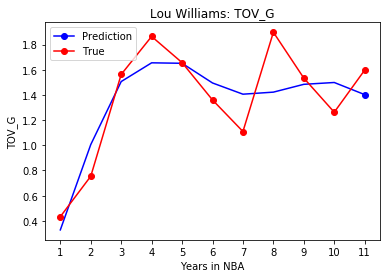 Lou Williams: TOV_G
Prediction
True
1.8
1.6
1.4
1.2
1.0
0.8
0.6
0.4
TOV_G
1 2 3 4 5 6 7 8 9 10 11
Years in NBA